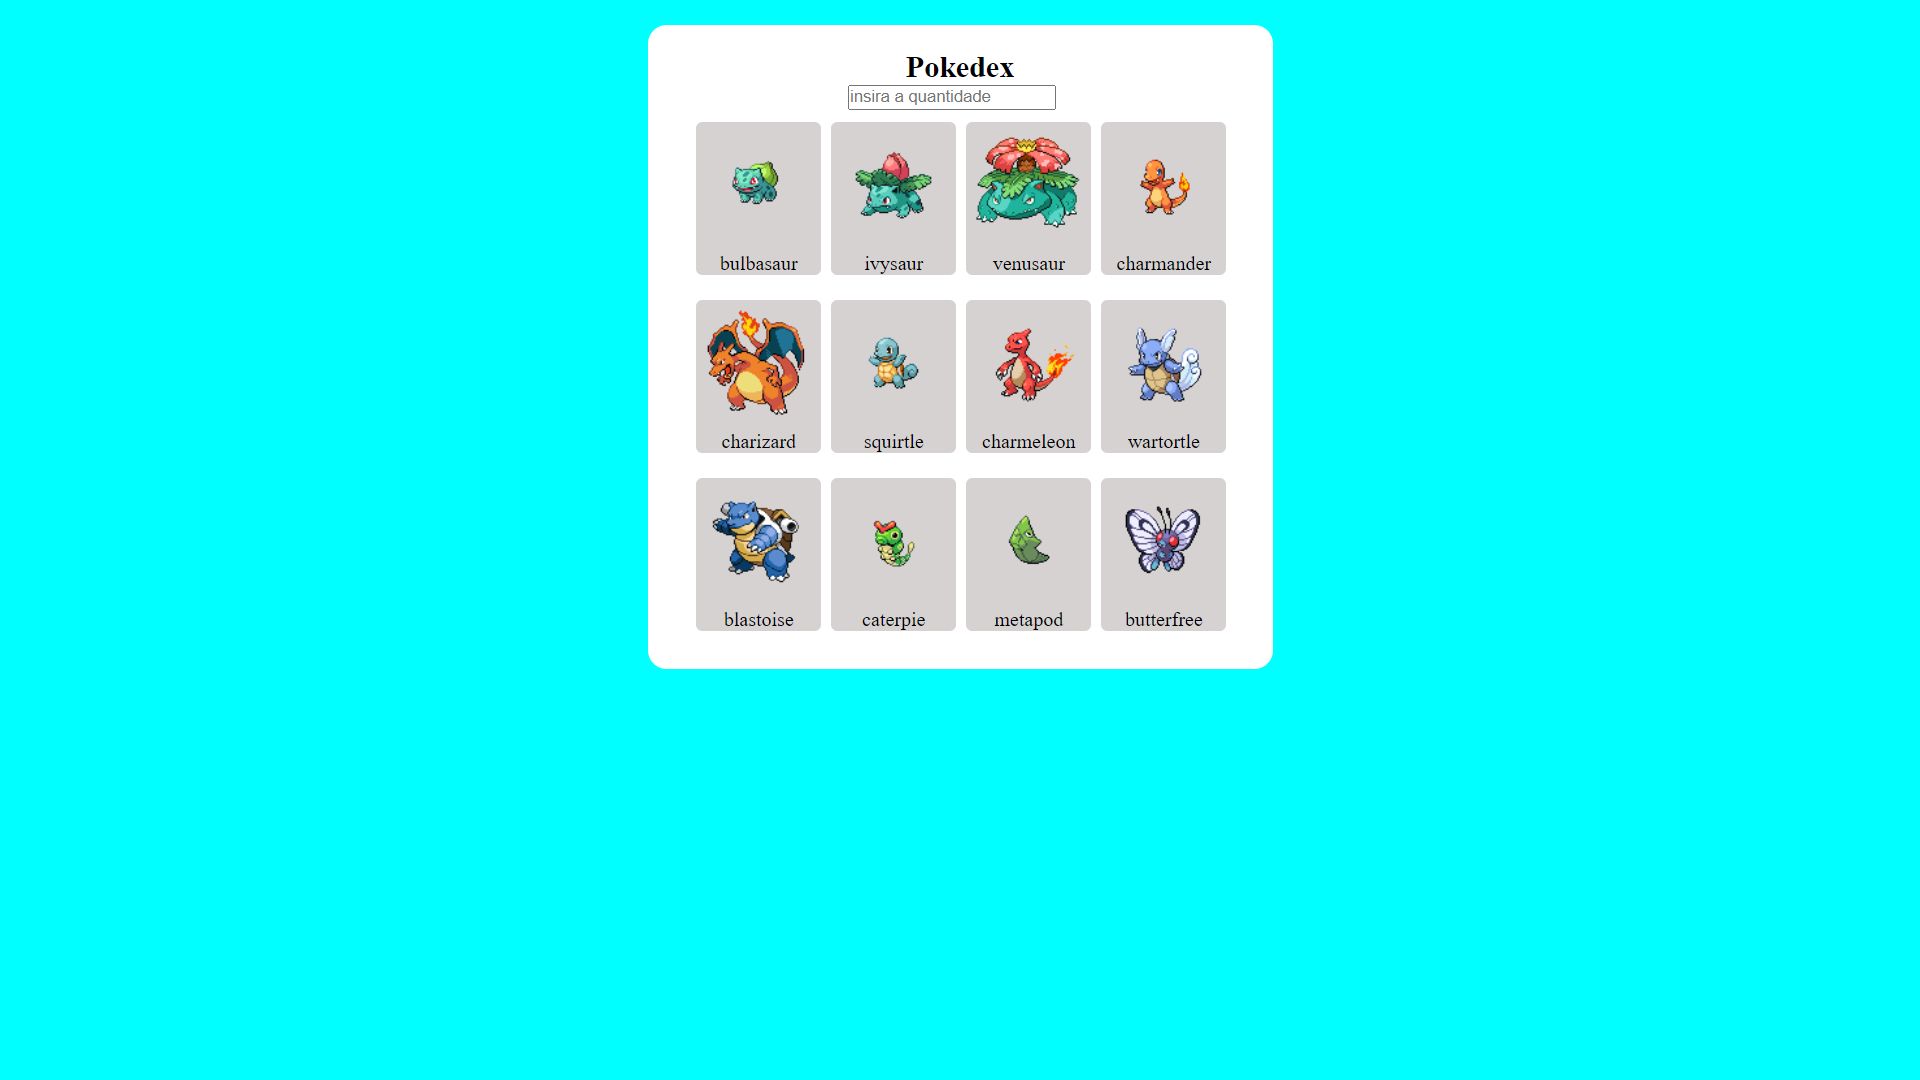 Pokedex
insira a quantidade
bulbasaur
ivysaur
venusaur
charmander
charizard
squirtle
charmeleon
wartortle
blastoise
caterpie
metapod
butterfree